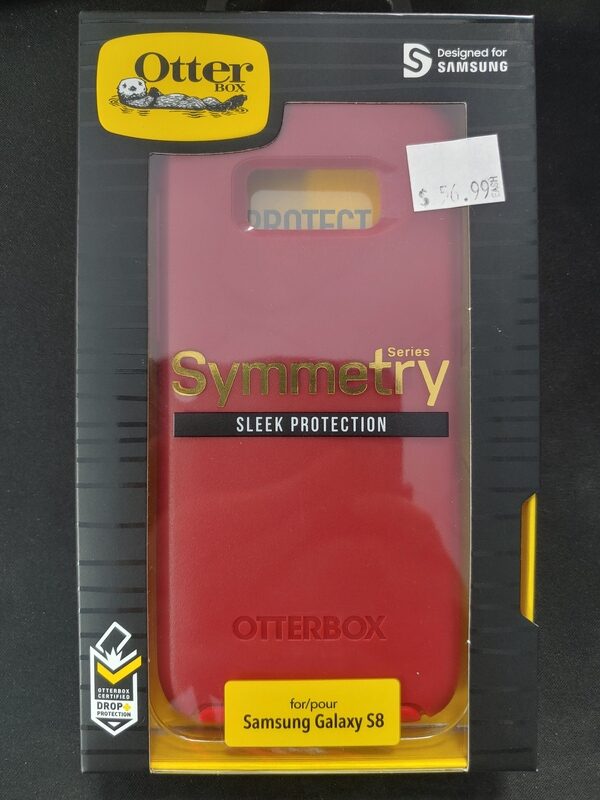 Otter
BOX
Designed for
SAMSUNG
$ 56.99
CASH
PROTECT
Series
Symmetry
SLEEK PROTECTION
OTTERBOX
OTTERBOX
CERTIFIED
DROP+
PROTECTION
for/pour
Samsung Galaxy S8